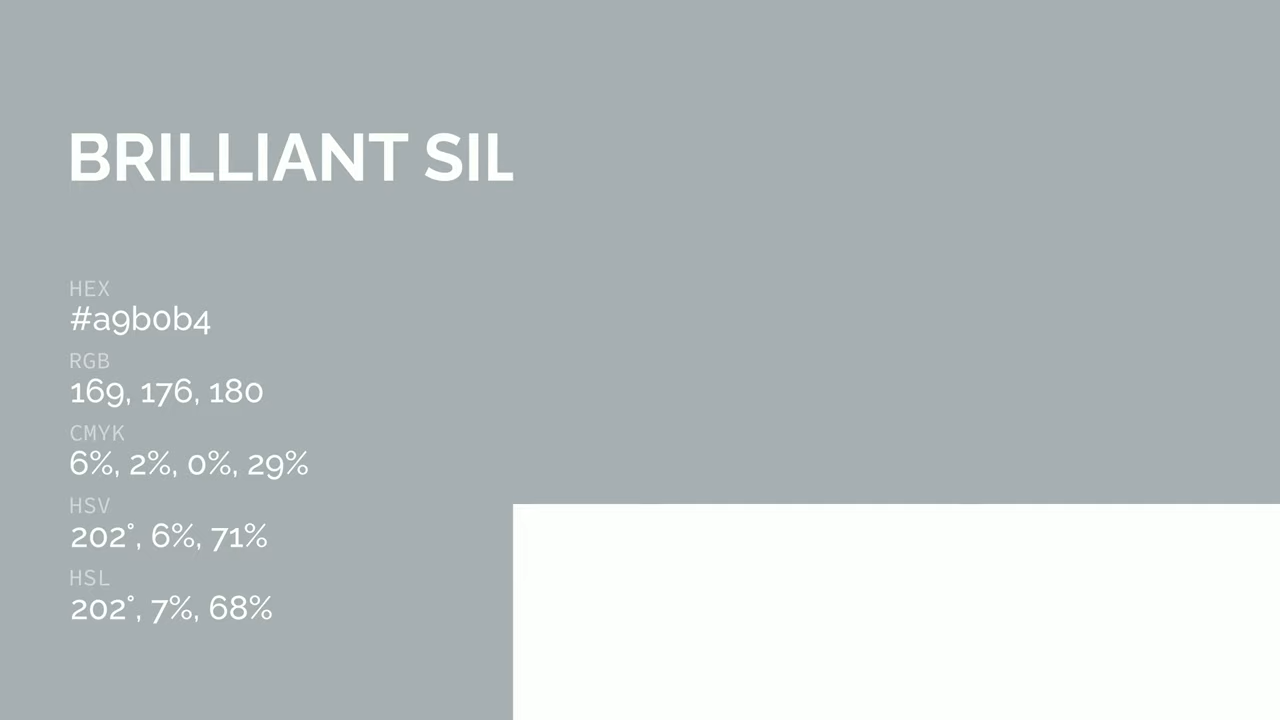 BRILLIANT SIL
HEX
#a9b0b4
RGB
169, 176, 180
CMYK
6%, 2%, 0%, 29%
HSV
202°, 6%, 71%
HSL
202°, 7%, 68%